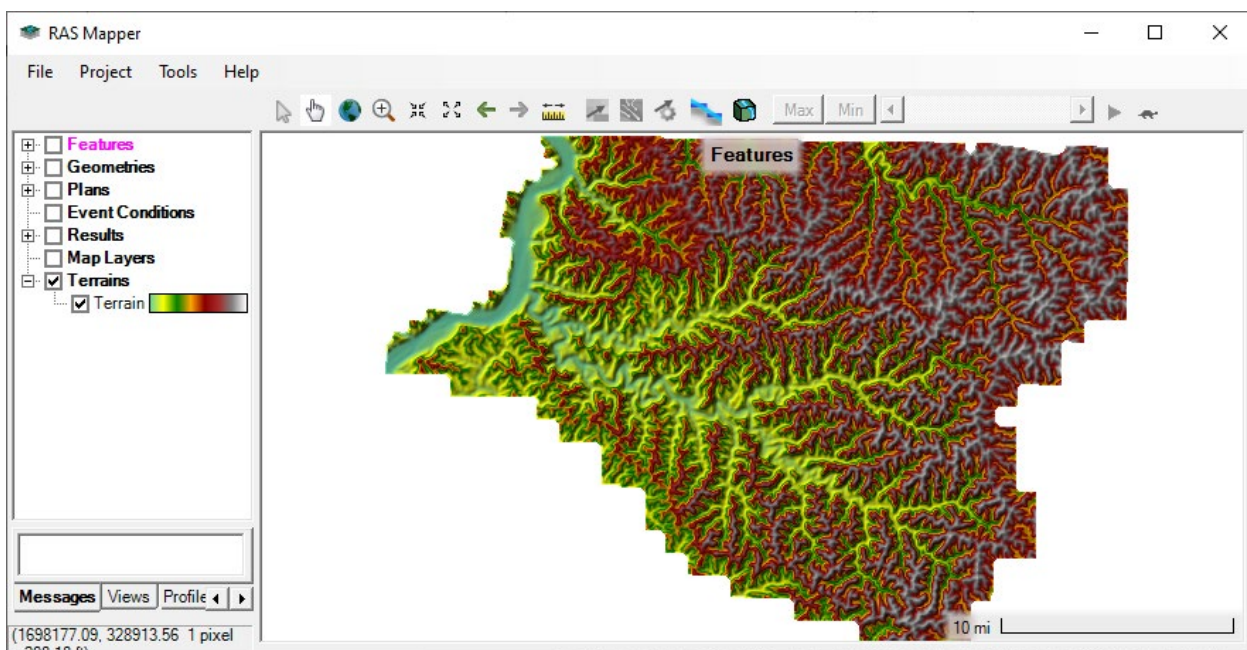 RAS Mapper
File Project Tools Help
Max Min
Features
Geometries
Plans
Event Conditions
Results
Map Layers
Terrains
Terrain
Features
10 mi
Messages Views Profile
(1698177.09, 328913.56 1 pixel